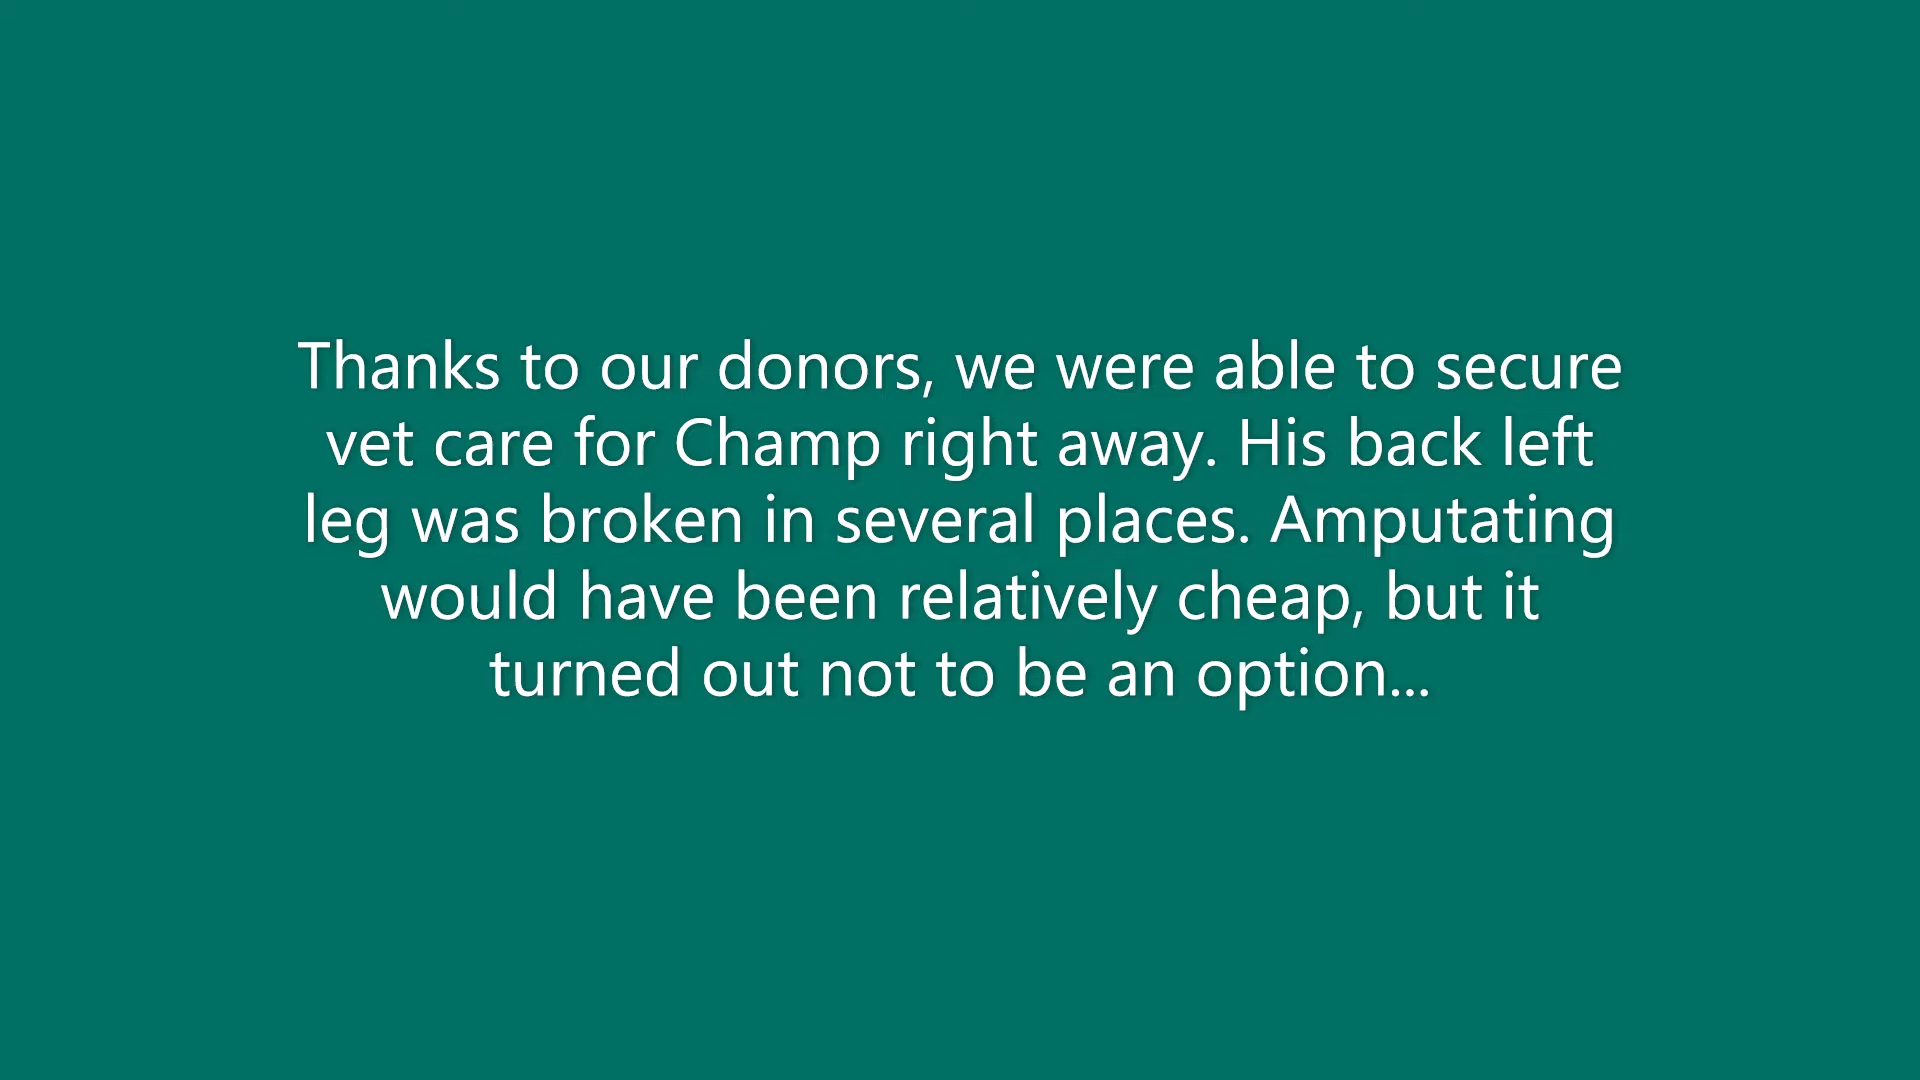 Thanks to our donors, we were able to secure
vet care for Champ right away. His back left
leg was broken in several places. Amputating
would have been relatively cheap, but it
turned out not to be an option...